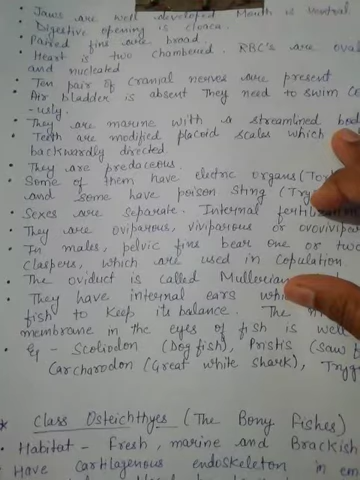 • Jaws are well developed Mouth is ventral.
• Digestive opening is cloaca.
Paired fins are broad.
• Heart is two chambered. RBC's are oval
and nucleated
• Ten pair of cranial nerves are present
• Air bladder is absent They need to swim
-usly.
• They are marine with a streamlined
• Teeth are modified placoid scales which
backwardly directed.
• They are predaceous.
• Some of them have electric organs
and some have poison sting
• Sexes are separate. Internal
• They are oviparous, viviparous or
• In males, pelvic fins bear one or two
claspers, which are used in copulation
• The oviduct is called Mullerian
• They have internal ears
fish to keep its balance. The
membrane in the eyes of fish is well
• Eg - Scoliodon (Dog fish), Pristis (Saw
Carcharodon (Great white shark),
* Class Osteichthyes (The Bony Fishes)
• Habitat - Fresh, marine and Brackish
• Have cartilagenous endoskeleton in